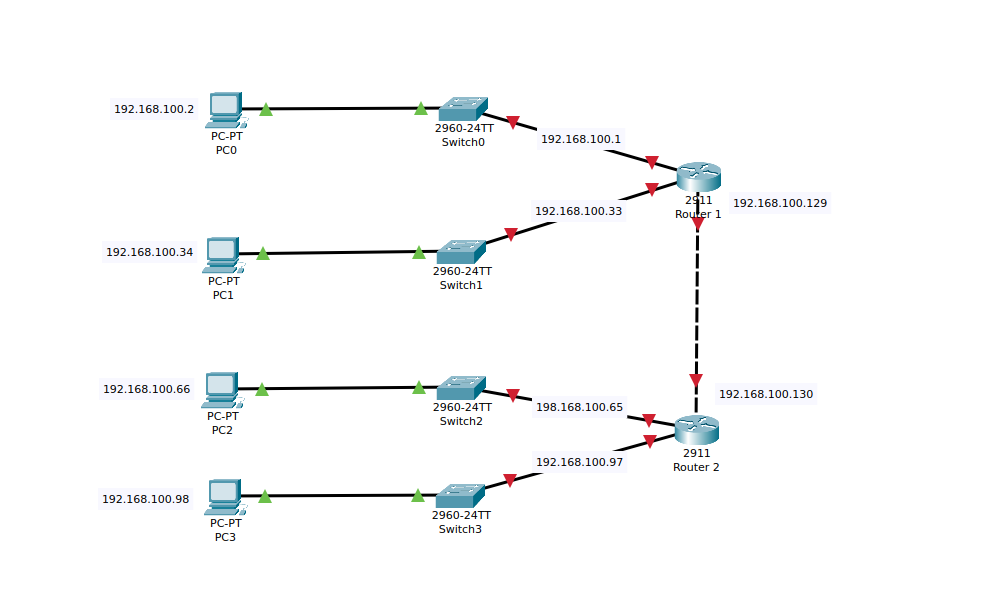 192.168.100.2
PC-PT
PC0
2960-24TT
Switch0
192.168.100.1
2911
Router 1
192.168.100.129
192.168.100.33
192.168.100.34
PC-PT
PC1
2960-24TT
Switch1
192.168.100.66
PC-PT
PC2
2960-24TT
Switch2
198.168.100.65
192.168.100.130
2911
Router 2
192.168.100.97
192.168.100.98
PC-PT
PC3
2960-24TT
Switch3